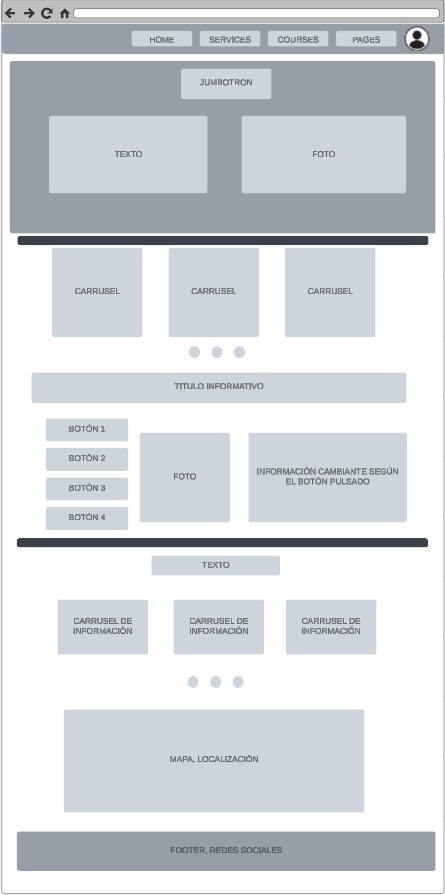 HOME SERVICES COURSES PAGES
JUMBOTRON
TEXTO FOTO
CARRUSEL CARRUSEL CARRUSEL
TITULO INFORMATIVO
BOTÓN 1
BOTÓN 2
BOTÓN 3
BOTÓN 4
FOTO
INFORMACIÓN CAMBIANTE SEGÚN
EL BOTÓN PULSADO
TEXTO
CARRUSEL DE
INFORMACIÓN
CARRUSEL DE
INFORMACIÓN
CARRUSEL DE
INFORMACIÓN
MAPA, LOCALIZACIÓN
FOOTER, REDES SOCIALES